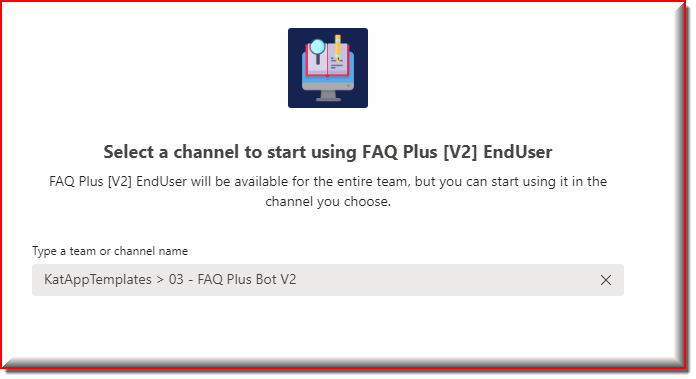 Select a channel to start using FAQ Plus [V2] EndUser
FAQ Plus [V2] EndUser will be available for the entire team, but you can start using it in the
channel you choose.
Type a team or channel name
KatAppTemplates > 03 - FAQ Plus Bot V2